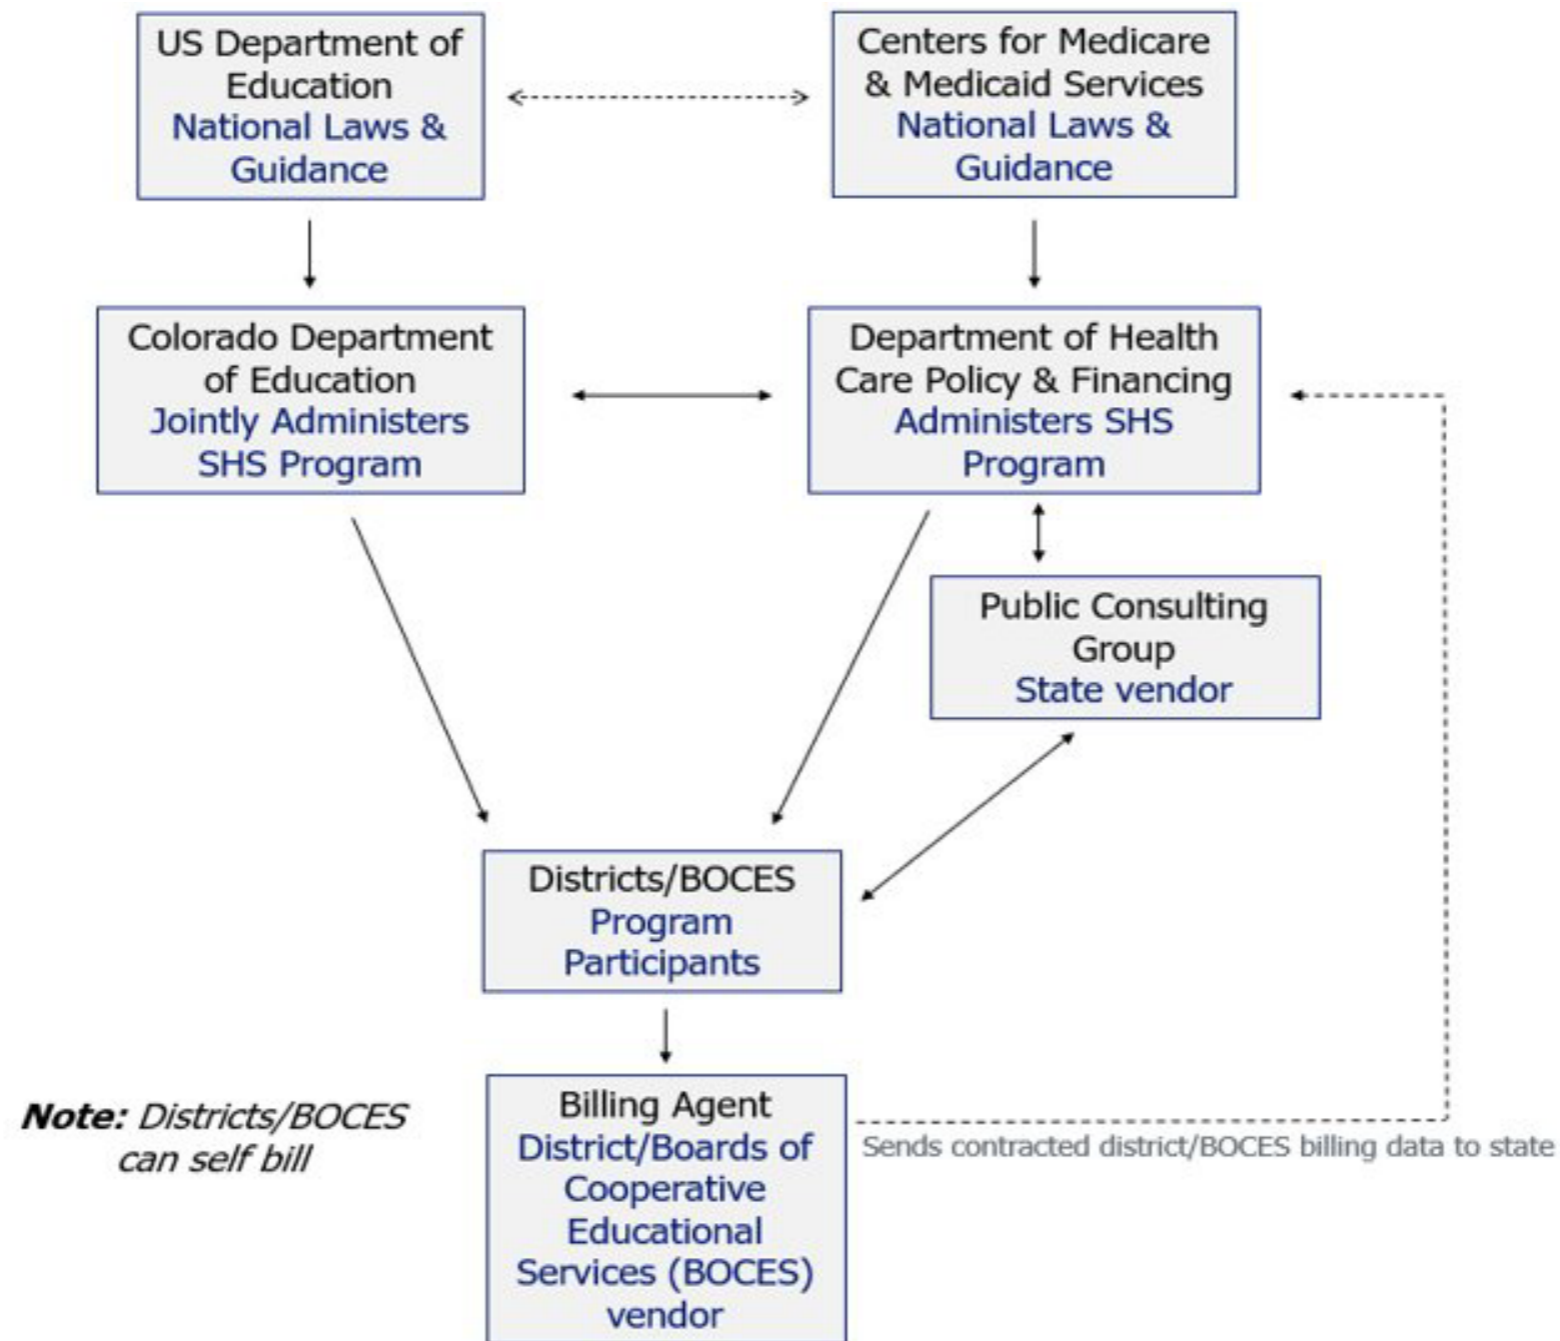 US Department of
Education
National Laws &
Guidance
Centers for Medicare
& Medicaid Services
National Laws &
Guidance
Colorado Department
of Education
Jointly Administers
SHS Program
Department of Health
Care Policy & Financing
Administers SHS
Program
Public Consulting
Group
State vendor
Districts/BOCES
Program
Participants
Note: Districts/BOCES
can self bill
Billing Agent
District/Boards of
Cooperative
Educational
Services (BOCES)
vendor
Sends contracted district/BOCES billing data to state